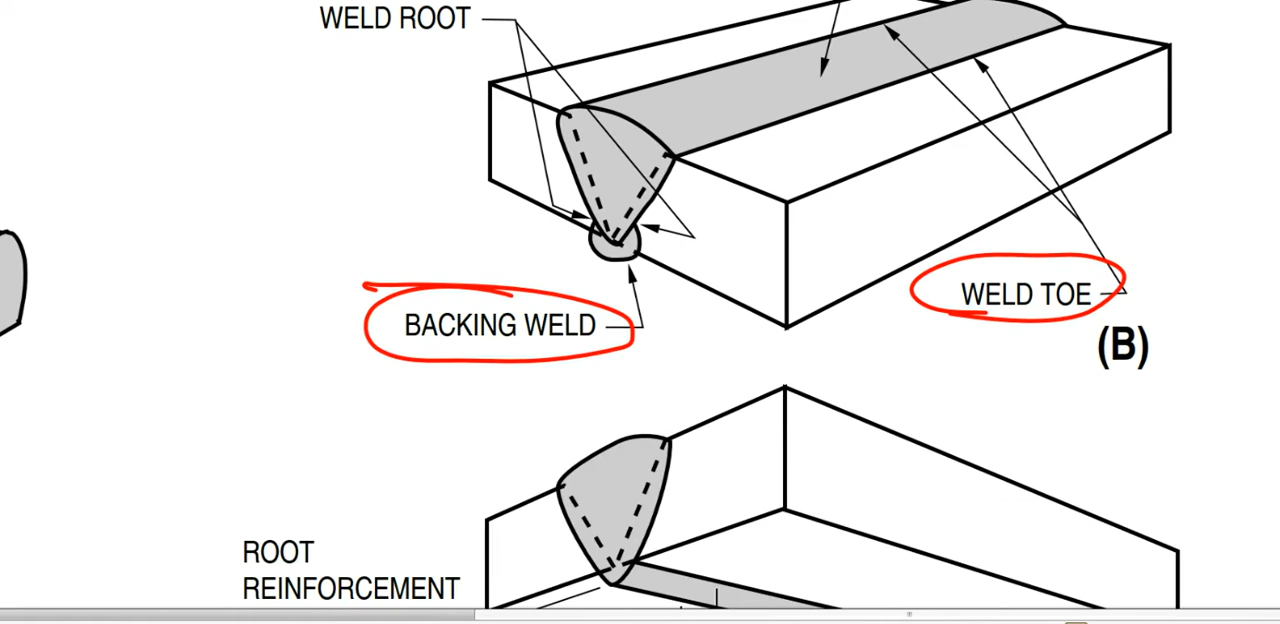 WELD ROOT
WELD TOE
BACKING WELD
(B)
ROOT
REINFORCEMENT